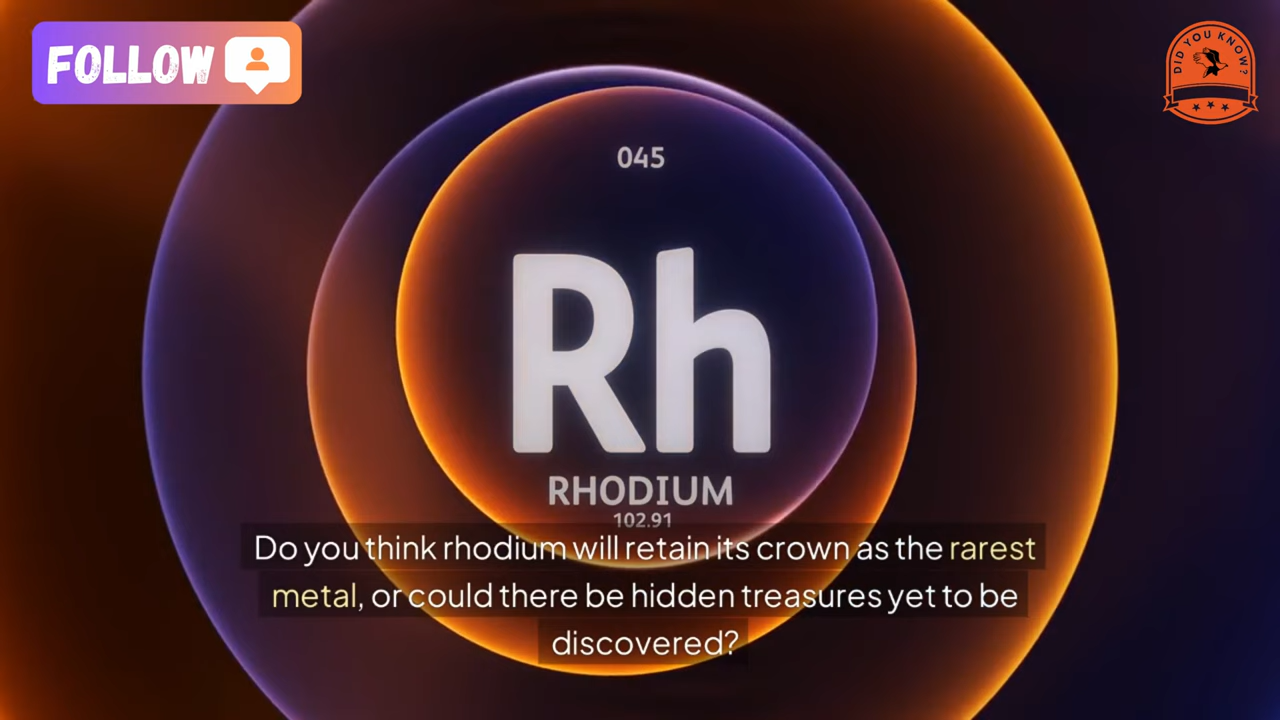 FOLLOW
DID YOU KNOW?
045
Rh
RHODIUM
102.91
Do you think rhodium will retain its crown as the rarest
metal, or could there be hidden treasures yet to be
discovered?